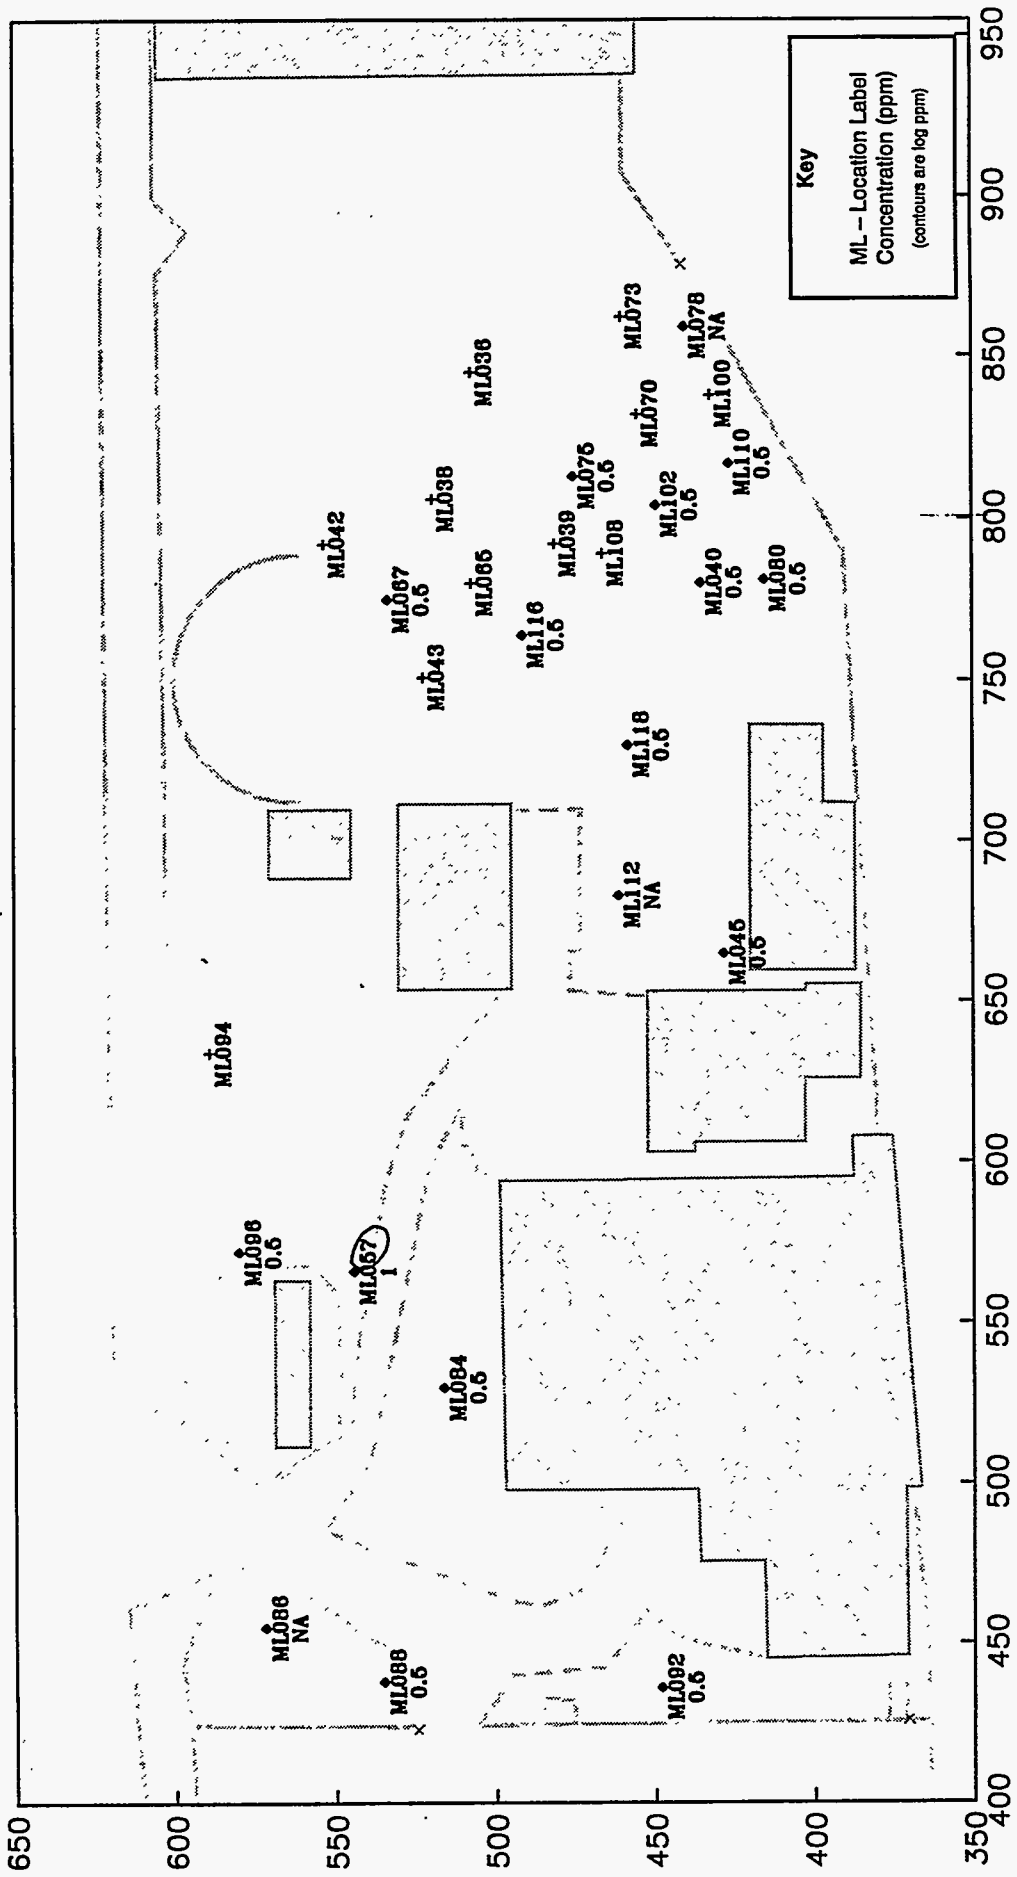 650
600
550
500
450
400
350
ML094
ML096
0.5
ML086
NA
ML042
ML057
1
ML088
0.5
ML067
0.5
ML043
ML038
ML084
0.5
ML065
ML036
ML116
0.5
ML039
ML075
0.5
ML108
ML073
ML112
NA
ML118
0.5
ML070
ML102
0.5
ML092
0.5
ML040
0.5
ML078
NA
ML100
ML045
0.5
ML110
0.5
ML080
0.5
Key
ML – Location Label
Concentration (ppm)
(contours are log ppm)
400
450
500
550
600
650
700
750
800
850
900
950